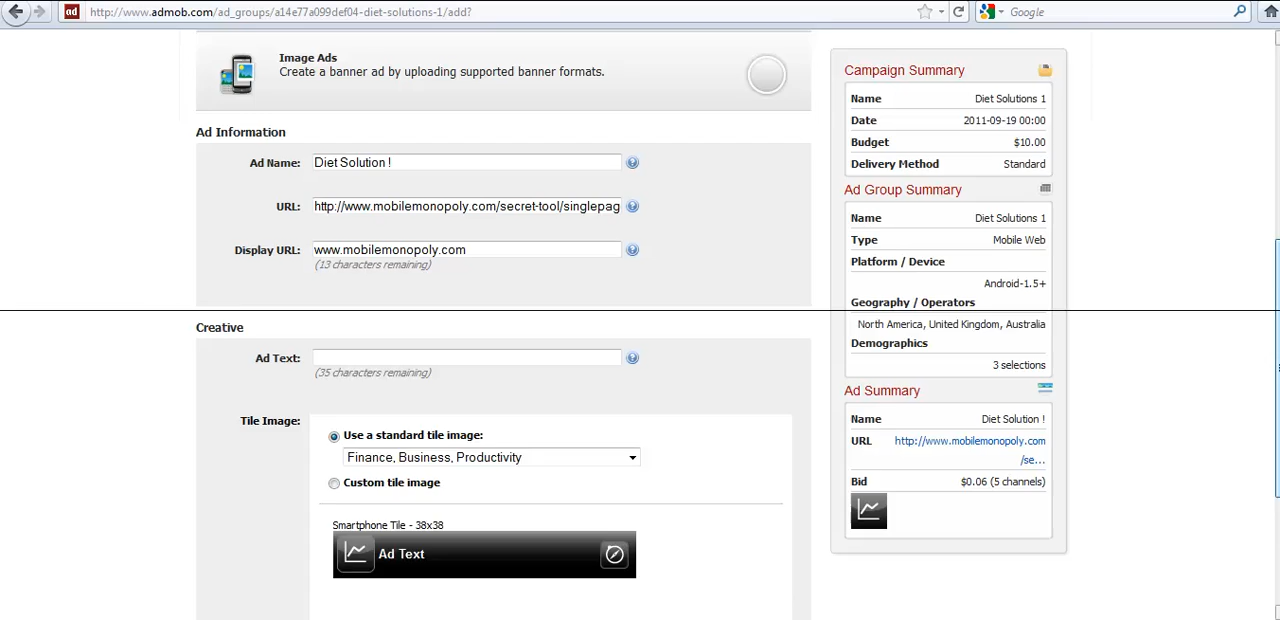 ad
http://www.admob.com/ad_groups/a14e77a099def04-diet-solutions-1/add?
Google
Image Ads
Create a banner ad by uploading supported banner formats.
Ad Information
Ad Name:
Diet Solution !
URL:
http://www.mobilemonopoly.com/secret-tool/singlepag
Display URL:
www.mobilemonopoly.com
(13 characters remaining)
Creative
Ad Text:
(35 characters remaining)
Tile Image:
Use a standard tile image:
Finance, Business, Productivity
Custom tile image
Smartphone Tile - 38x38
Ad Text
Campaign Summary
Name Diet Solutions 1
Date 2011-09-19 00:00
Budget $10.00
Delivery Method Standard
Ad Group Summary
Name Diet Solutions 1
Type Mobile Web
Platform / Device
Android-1.5+
Geography / Operators
North America, United Kingdom, Australia
Demographics
3 selections
Ad Summary
Name Diet Solution !
URL http://www.mobilemonopoly.com
/se...
Bid $0.06 (5 channels)